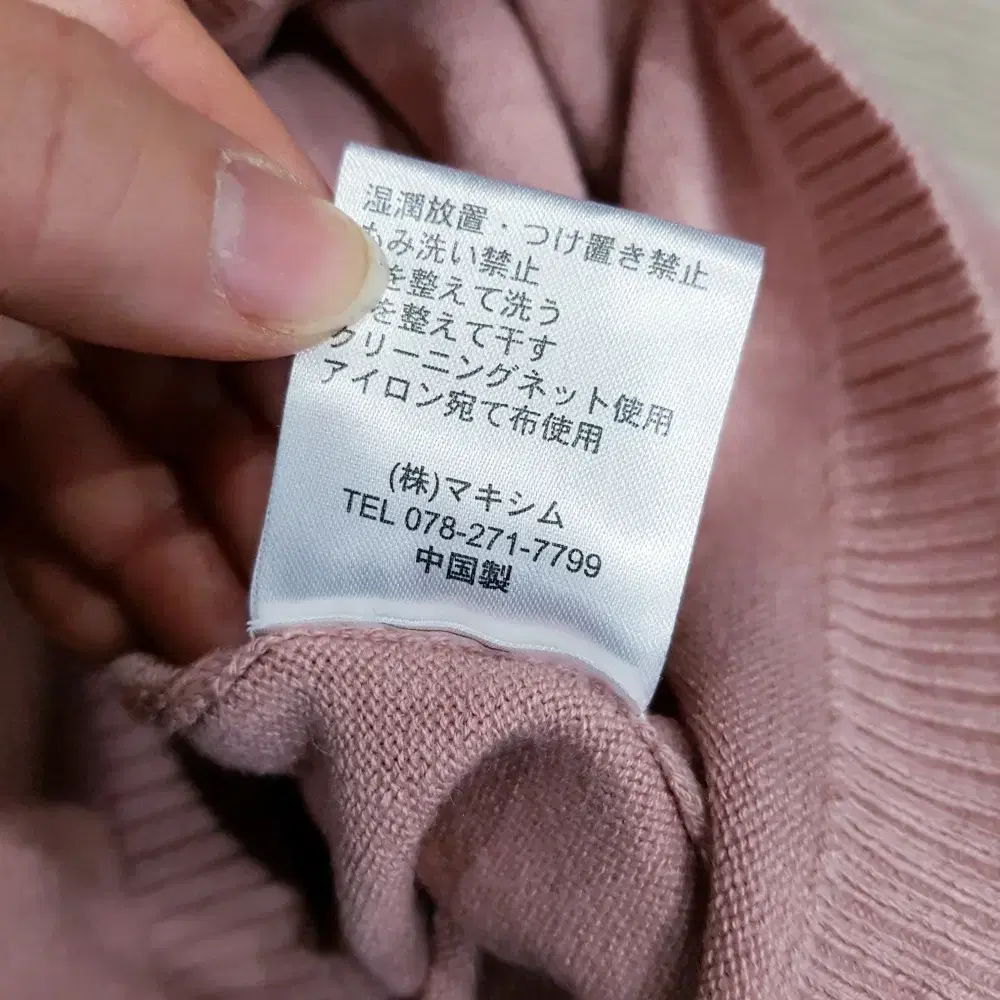 湿潤放置・つけ置き禁止
もみ洗い禁止
を整えて洗う
を整えて干す
クリーニングネット使用
アイロン宛て布使用
(株)マキシム
TEL 078-271-7799
中国製